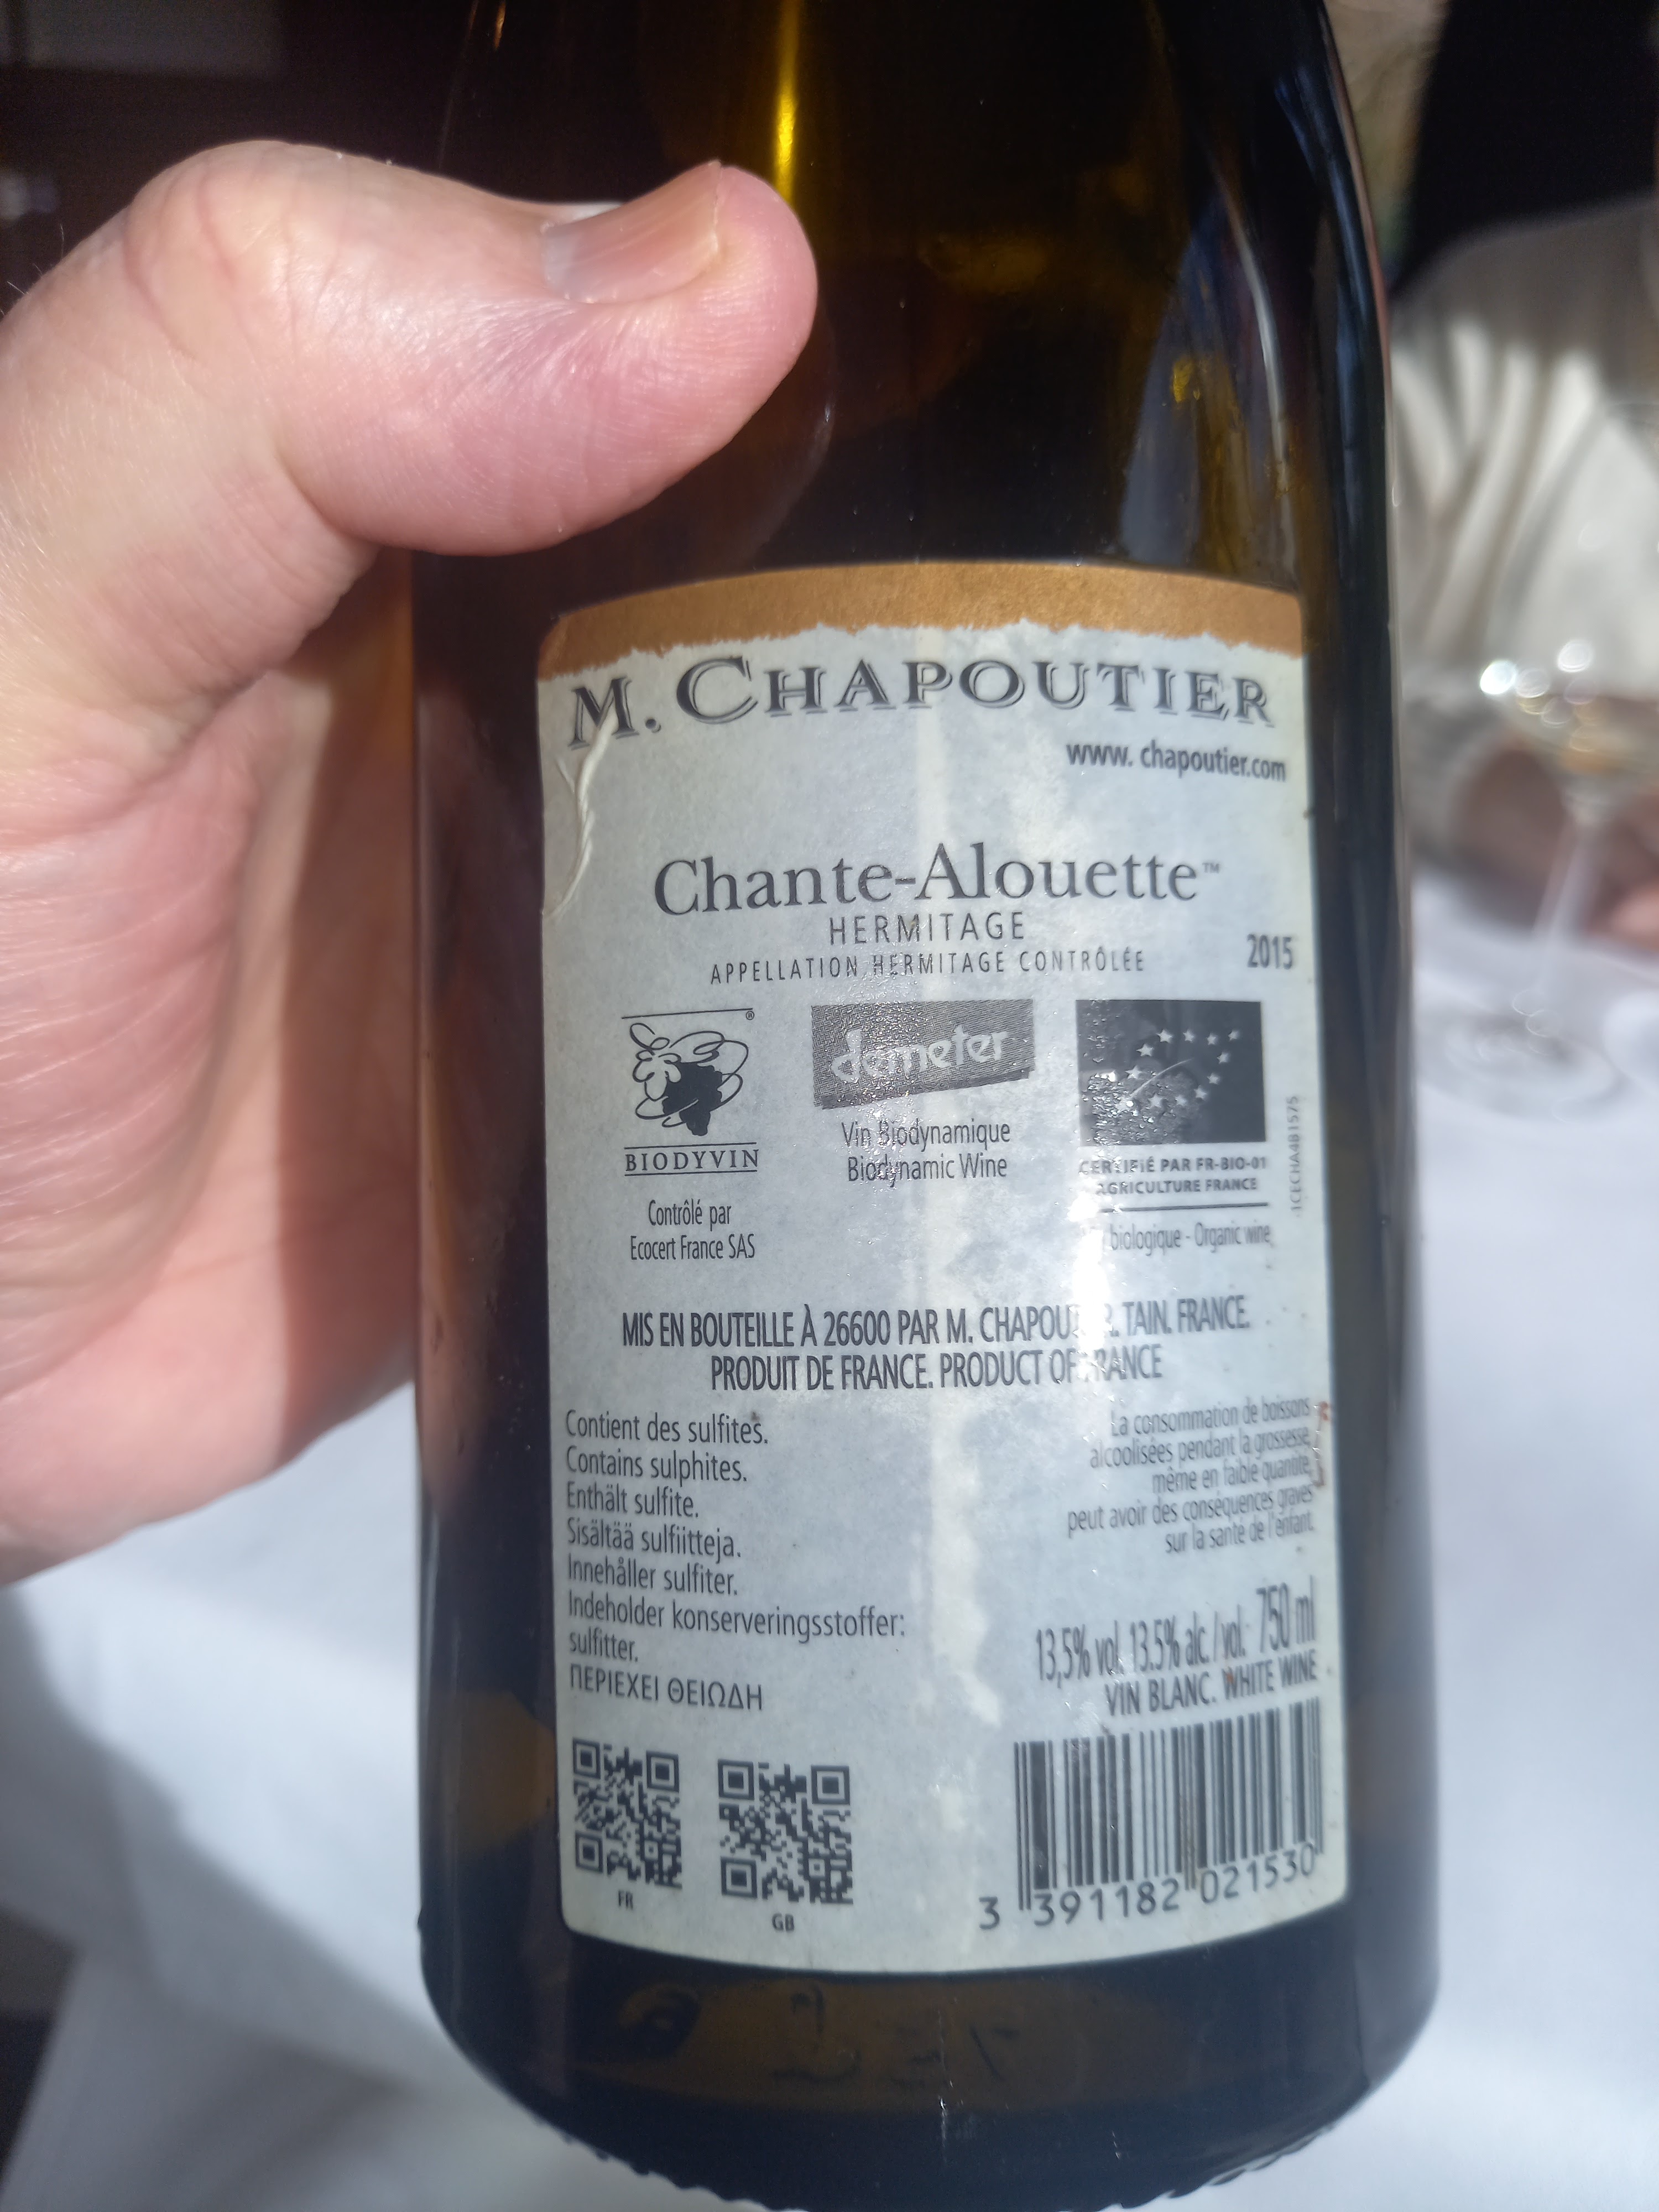 M. CHAPOUTIER
www. chapoutier.com
Chante-Alouette™
HERMITAGE
APPELLATION HERMITAGE CONTRÔLÉE
2015
®
BIODYVIN
Contrôlé par
Ecocert France SAS
demeter
Vin Biodynamique
Biodynamic Wine
CERTIFIÉ PAR FR-BIO-01
AGRICULTURE FRANCE
biologique - Organic wine
MIS EN BOUTEILLE À 26600 PAR M. TAIN. FRANCE.
PRODUIT DE FRANCE. PRODUCT OF FRANCE
Contient des sulfites.
Contains sulphites.
Enthält sulfite.
Sisältää sulfiitteja.
Innehåller sulfiter.
Indeholder konserveringsstoffer:
sulfitter.
ΠΕΡΙΕΧΕΙ ΘΕΙΩΔΗ
La consommation de boissons
alcoolisées pendant la grossesse,
même en faible quantité,
peut avoir des conséquences graves
sur la santé de l'enfant.
13,5% vol. 13.5% alc./vol. 750 ml
VIN BLANC. WHITE WINE
FR
GB
3 391182 021530